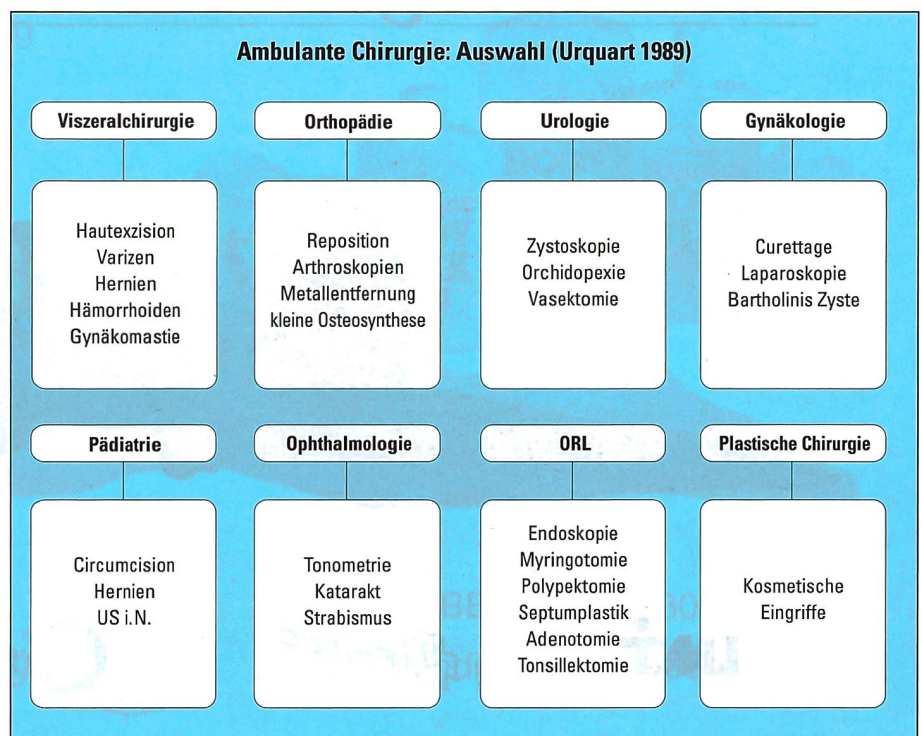 Ambulante Chirurgie: Auswahl (Urquart 1989)
Viszeralchirurgie
Hautexzision
Varizen
Hernien
Hämorrhoiden
Gynäkomastie
Orthopädie
Reposition
Arthroskopien
Metallentfernung
kleine Osteosynthese
Urologie
Zystoskopie
Orchidopexie
Vasektomie
Gynäkologie
Curettage
Laparoskopie
Bartholinis Zyste
Pädiatrie
Circumcision
Hernien
US i.N.
Ophthalmologie
Tonometrie
Katarakt
Strabismus
ORL
Endoskopie
Myringotomie
Polypektomie
Septumplastik
Adenotomie
Tonsillektomie
Plastische Chirurgie
Kosmetische
Eingriffe